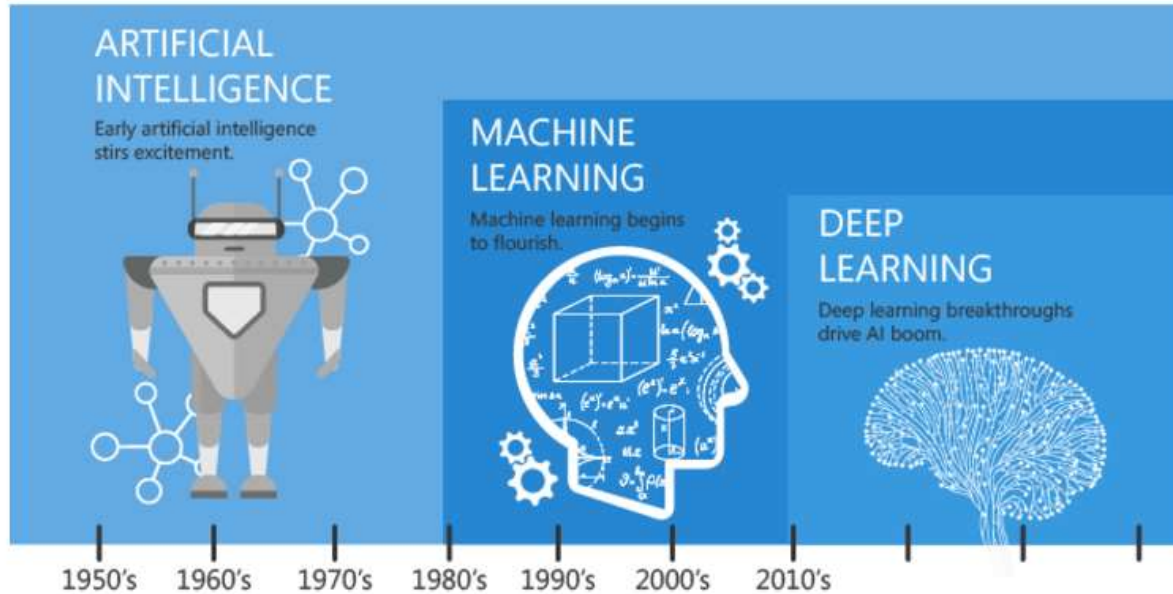 ARTIFICIAL
INTELLIGENCE
Early artificial intelligence
stirs excitement.
MACHINE
LEARNING
Machine learning begins
to flourish.
DEEP
LEARNING
Deep learning breakthroughs
drive AI boom.
1950's 1960's 1970's 1980's 1990's 2000's 2010's